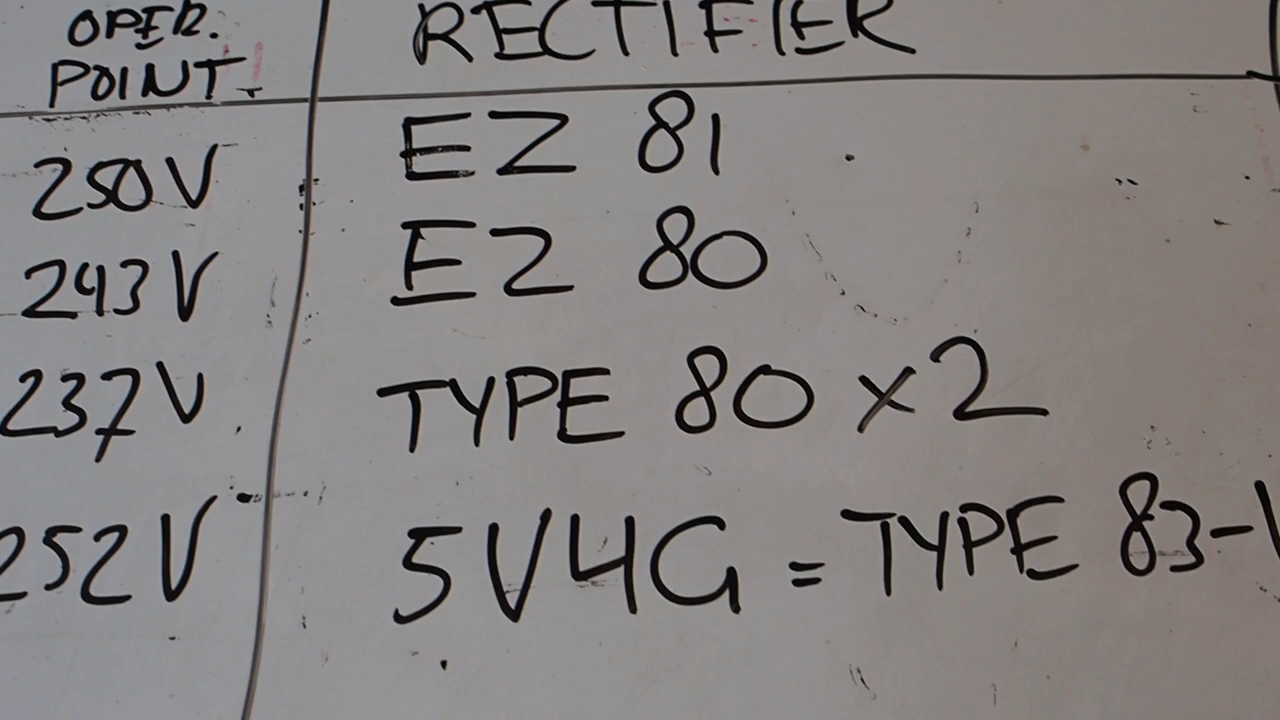 OPER. POINT. RECTIFIER
250V EZ 81
243V EZ 80
237V TYPE 80 x2
252V 5V4G = TYPE 83-V